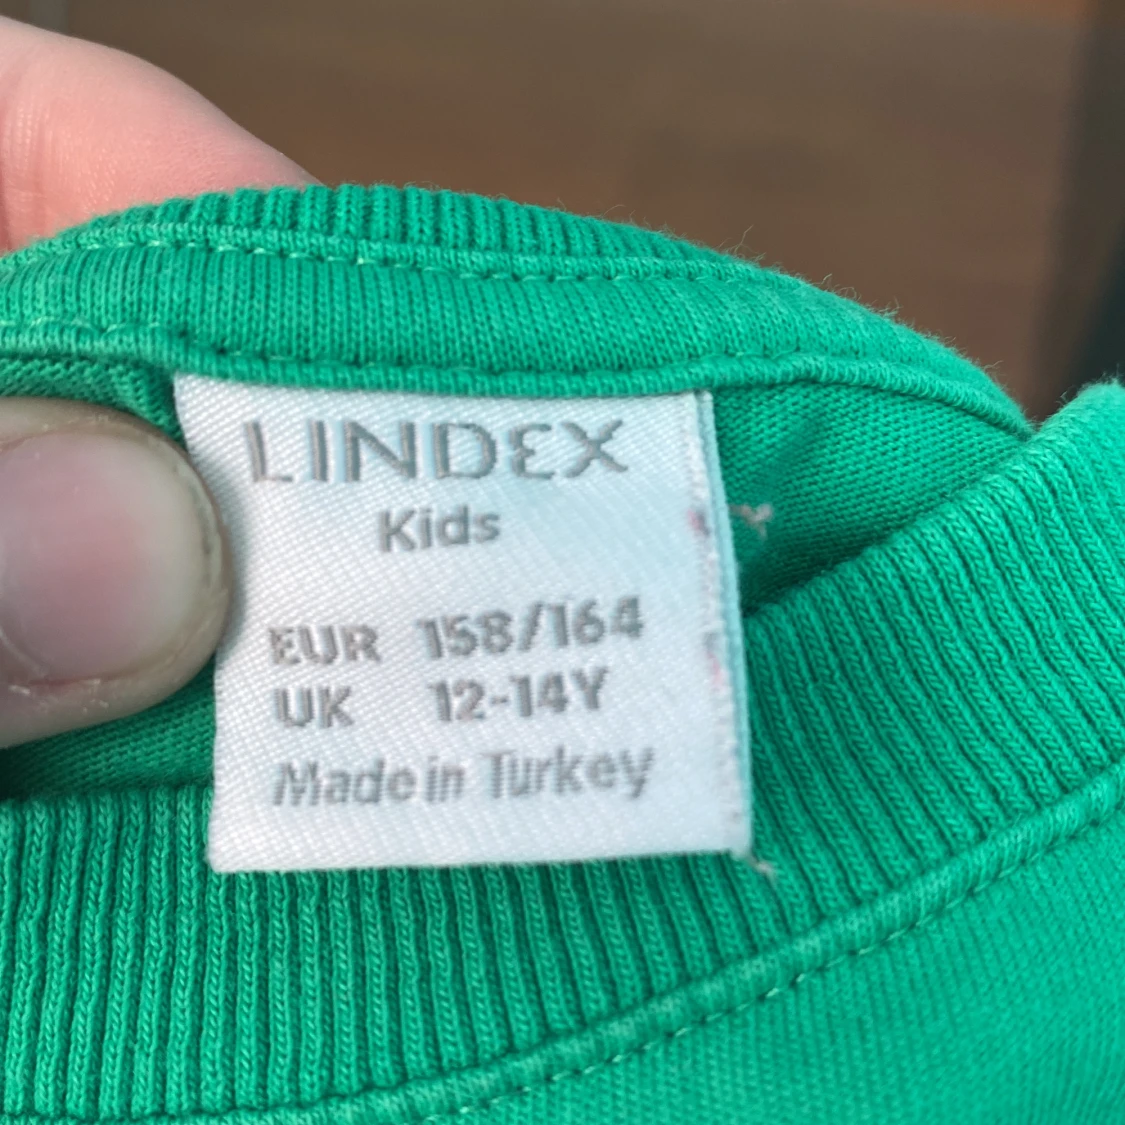 LINDEX
Kids
EUR 158/164
UK 12-14Y
Made in Turkey